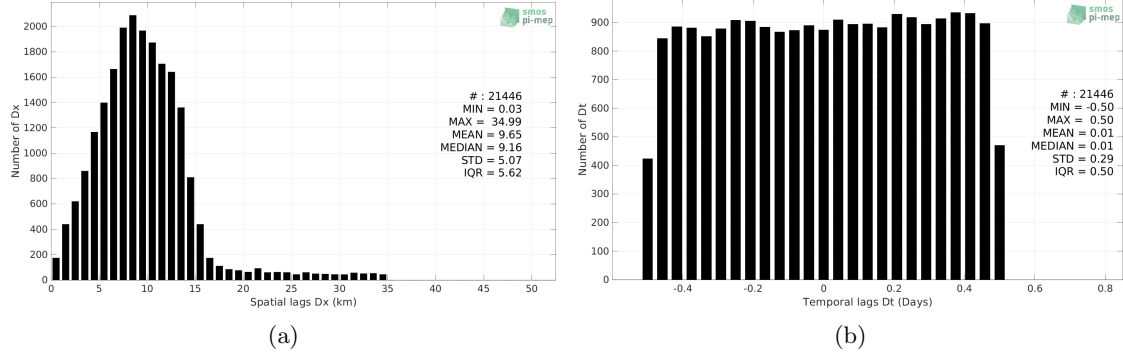 smos
pi-mep
2000
1800
1600
1400
1200
1000
800
600
400
200
0
Number of Dx
# : 21446
MIN = 0.03
MAX = 34.99
MEAN = 9.65
MEDIAN = 9.16
STD = 5.07
IQR = 5.62
0 5 10 15 20 25 30 35 40 45 50
Spatial lags Dx (km)
(a)
smos
pi-mep
900
800
700
600
500
400
300
200
100
0
Number of Dt
# : 21446
MIN = -0.50
MAX = 0.50
MEAN = 0.01
MEDIAN = 0.01
STD = 0.29
IQR = 0.50
-0.4 -0.2 0 0.2 0.4 0.6 0.8
Temporal lags Dt (Days)
(b)